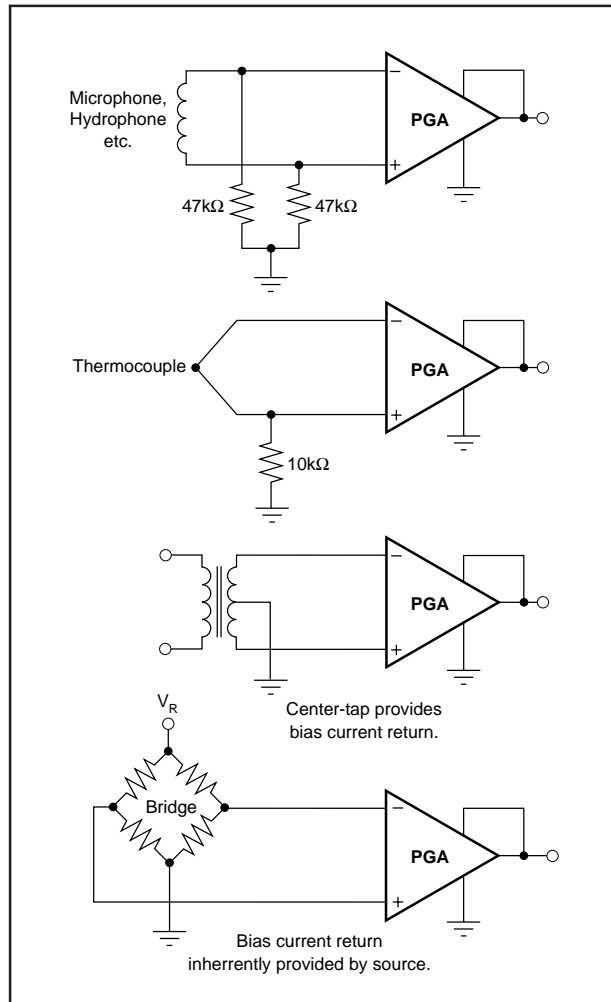 Microphone,
Hydrophone
etc.
−
PGA
+
47kΩ 47kΩ
Thermocouple
−
PGA
+
10kΩ
−
PGA
+
Center-tap provides
bias current return.
V_R
Bridge
−
PGA
+
Bias current return
inherrently provided by source.